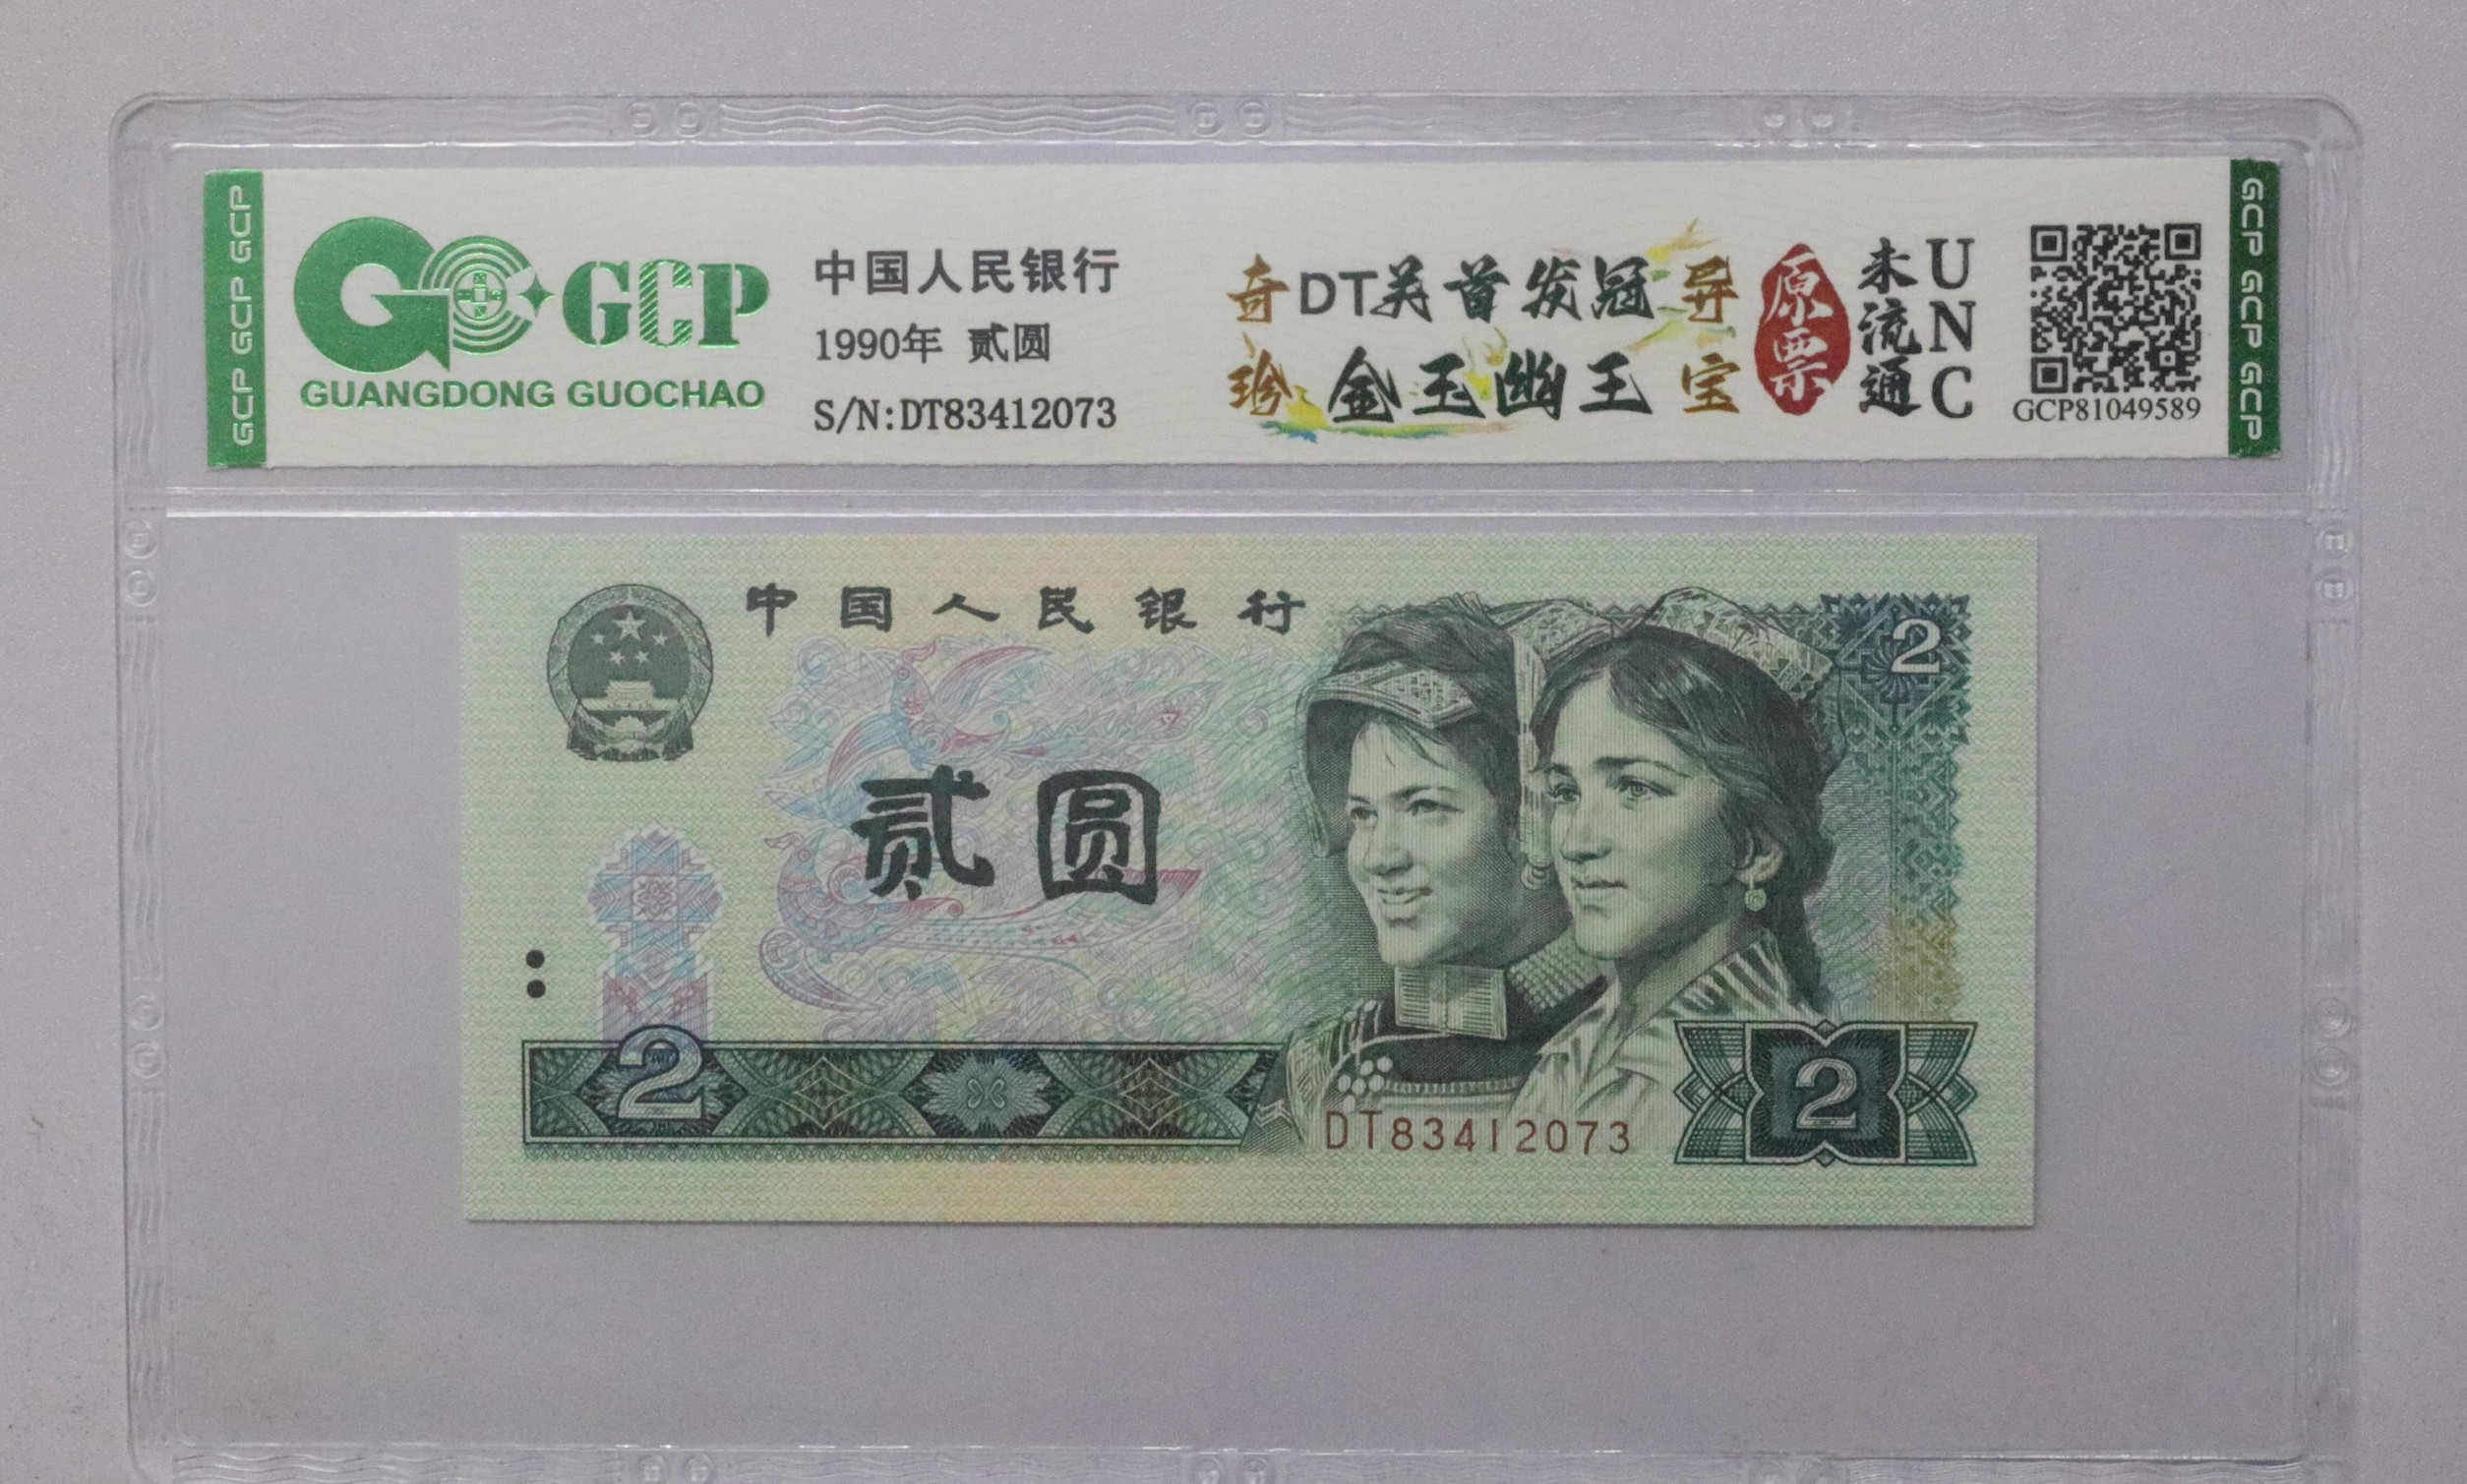 GCP GCP GCP
GCP
GUANGDONG GUOCHAO
中国人民银行
1990年 贰圆
S/N:DT83412073
奇珍异宝
DT关首发冠
金玉幽王
原票
未流通
UNC
GCP81049589
GCP GCP GCP
中国人民银行
2
贰圆
2
DT83412073
2